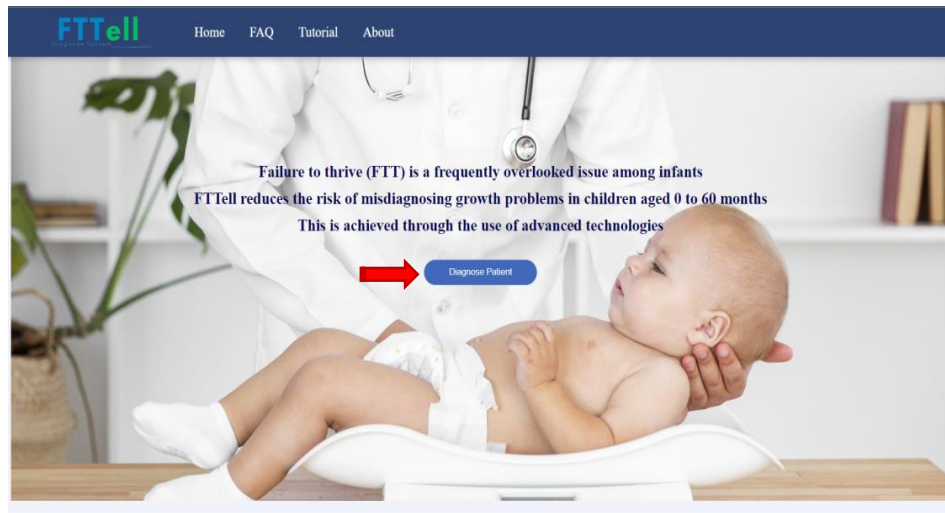 FTTell
Diagnose System
Home FAQ Tutorial About
Failure to thrive (FTT) is a frequently overlooked issue among infants
FTTell reduces the risk of misdiagnosing growth problems in children aged 0 to 60 months
This is achieved through the use of advanced technologies
Diagnose Patient